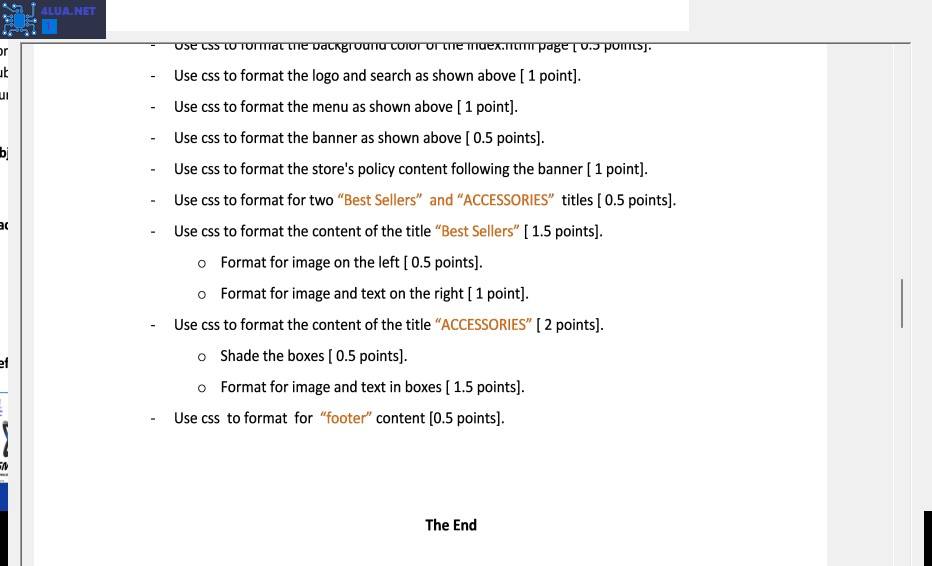 4LUA.NET
- Use css to format the background color of the index.html page [ 0.5 points].
- Use css to format the logo and search as shown above [ 1 point].
- Use css to format the menu as shown above [ 1 point].
- Use css to format the banner as shown above [ 0.5 points].
- Use css to format the store's policy content following the banner [ 1 point].
- Use css to format for two “Best Sellers” and “ACCESSORIES” titles [ 0.5 points].
- Use css to format the content of the title “Best Sellers” [ 1.5 points].
o Format for image on the left [ 0.5 points].
o Format for image and text on the right [ 1 point].
- Use css to format the content of the title “ACCESSORIES” [ 2 points].
o Shade the boxes [ 0.5 points].
o Format for image and text in boxes [ 1.5 points].
- Use css to format for “footer” content [0.5 points].
The End